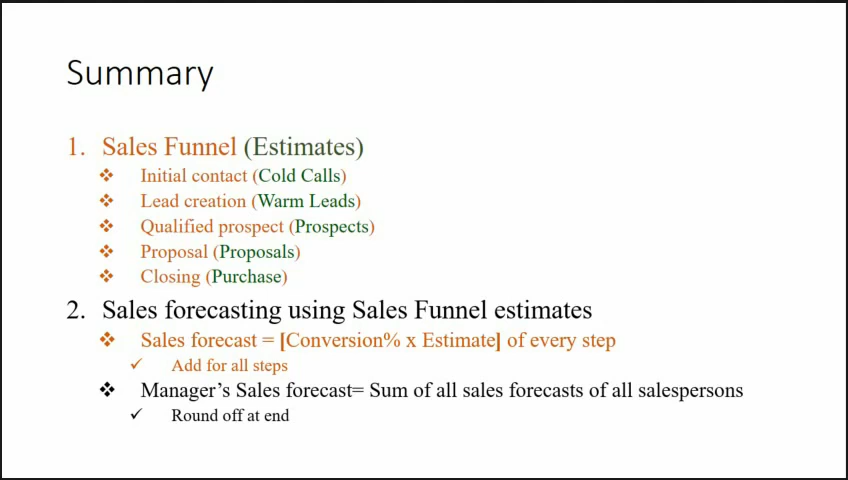 Summary
1. Sales Funnel (Estimates)
❖ Initial contact (Cold Calls)
❖ Lead creation (Warm Leads)
❖ Qualified prospect (Prospects)
❖ Proposal (Proposals)
❖ Closing (Purchase)
2. Sales forecasting using Sales Funnel estimates
❖ Sales forecast = [Conversion% x Estimate] of every step
✓ Add for all steps
❖ Manager’s Sales forecast= Sum of all sales forecasts of all salespersons
✓ Round off at end